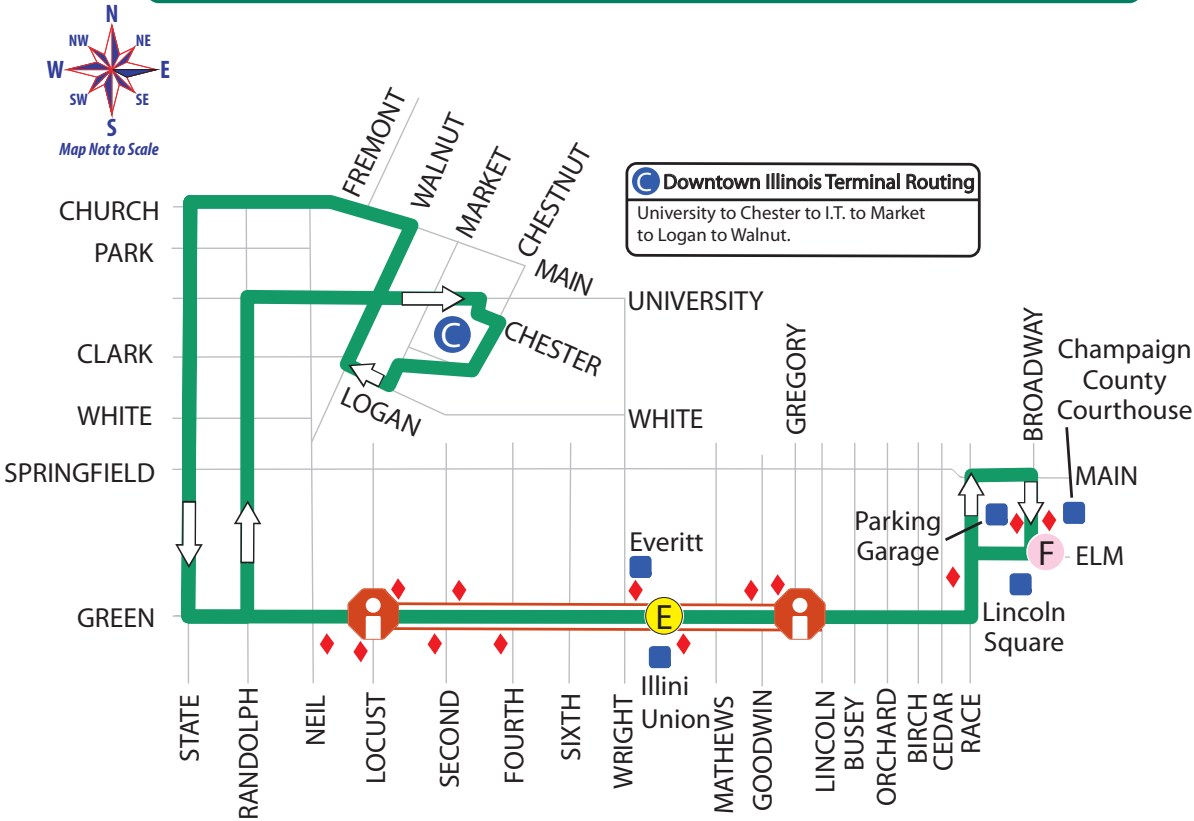 N
NW
NE
W
E
SW
SE
S
Map Not to Scale
FREMONT
WALNUT
MARKET
CHESTNUT
C Downtown Illinois Terminal Routing
University to Chester to I.T. to Market
to Logan to Walnut.
CHURCH
PARK
MAIN
UNIVERSITY
C
CHESTER
CLARK
LOGAN
WHITE
WHITE
GREGORY
BROADWAY
Champaign
County
Courthouse
SPRINGFIELD
MAIN
Parking
Garage
Everitt
F
ELM
GREEN
E
Lincoln
Square
Illini
Union
STATE
RANDOLPH
NEIL
LOCUST
SECOND
FOURTH
SIXTH
WRIGHT
MATHEWS
GOODWIN
LINCOLN
BUSEY
ORCHARD
BIRCH
CEDAR
RACE